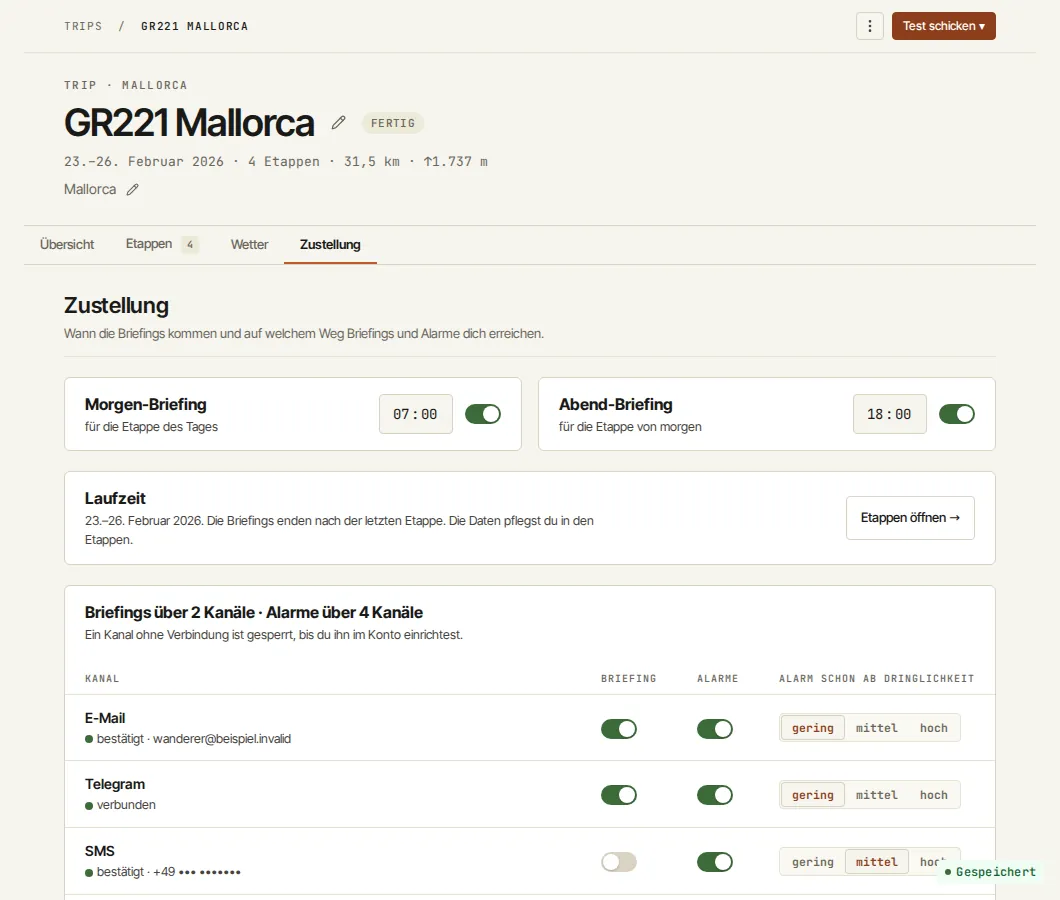 TRIPS / GR221 MALLORCA
Test schicken ▾
TRIP · MALLORCA
GR221 Mallorca
FERTIG
23.–26. Februar 2026 · 4 Etappen · 31,5 km · ↑1.737 m
Mallorca
Übersicht Etappen 4 Wetter Zustellung
Zustellung
Wann die Briefings kommen und auf welchem Weg Briefings und Alarme dich erreichen.
Morgen-Briefing
für die Etappe des Tages
07:00
Abend-Briefing
für die Etappe von morgen
18:00
Laufzeit
23.–26. Februar 2026. Die Briefings enden nach der letzten Etappe. Die Daten pflegst du in den
Etappen.
Etappen öffnen →
Briefings über 2 Kanäle · Alarme über 4 Kanäle
Ein Kanal ohne Verbindung ist gesperrt, bis du ihn im Konto einrichtest.
KANAL BRIEFING ALARME ALARM SCHON AB DRINGLICHKEIT
E-Mail
bestätigt · wanderer@beispiel.invalid
gering mittel hoch
Telegram
verbunden
gering mittel hoch
SMS
bestätigt · +49 ••• •••••••
gering mittel
Gespeichert